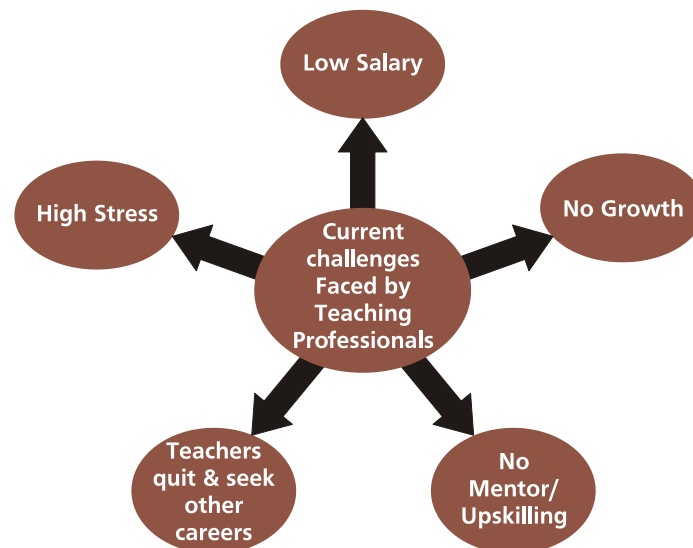 Low Salary
High Stress
No Growth
Current
challenges
Faced by
Teaching
Professionals
Teachers
quit & seek
other
careers
No
Mentor/
Upskilling